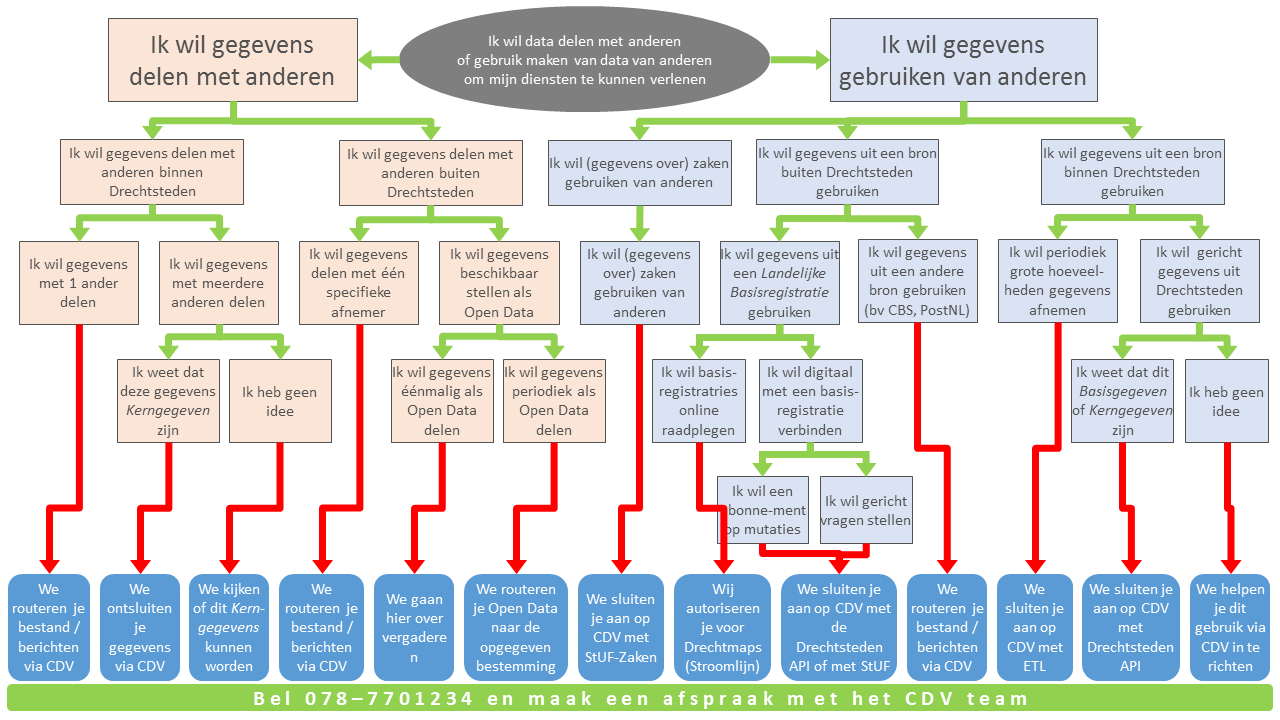 Ik wil gegevens
delen met anderen
Ik wil data delen met anderen
of gebruik maken van data van anderen
om mijn diensten te kunnen verlenen
Ik wil gegevens
gebruiken van anderen
Ik wil gegevens delen met
anderen binnen
Drechtsteden
Ik wil gegevens delen met
anderen buiten
Drechtsteden
Ik wil (gegevens over) zaken
gebruiken van anderen
Ik wil gegevens uit een bron
buiten Drechtsteden
gebruiken
Ik wil gegevens uit een bron
binnen Drechtsteden
gebruiken
Ik wil gegevens
met 1 ander
delen
Ik wil gegevens
met meerdere
anderen delen
Ik wil gegevens
delen met één
specifieke
afnemer
Ik wil gegevens
beschikbaar
stellen als
Open Data
Ik wil (gegevens
over) zaken
gebruiken van
anderen
Ik wil gegevens uit
een Landelijke
Basisregistratie
gebruiken
Ik wil gegevens
uit een andere
bron gebruiken
(bv CBS, PostNL)
Ik wil periodiek
grote hoeveel-
heden gegevens
afnemen
Ik wil gericht
gegevens uit
Drechtsteden
gebruiken
Ik weet dat
deze gegevens
Kerngegeven
zijn
Ik heb geen
idee
Ik wil gegevens
éénmalig als
Open Data
delen
Ik wil gegevens
periodiek als
Open Data
delen
Ik wil basis-
registratries
online
raadplegen
Ik wil digitaal
met een basis-
registratie
verbinden
Ik weet dat dit
Basisgegeven
of Kerngegeven
zijn
Ik heb geen
idee
Ik wil een
abonne-ment
op mutaties
Ik wil gericht
vragen stellen
We
routeren je
bestand /
berichten
via CDV
We
ontsluiten
je
gegevens
via CDV
We kijken
of dit Kern-
gegevens
kunnen
worden
We
routeren je
bestand /
berichten
via CDV
We gaan
hier over
vergadere
n
We routeren
je Open Data
naar de
opgegeven
bestemming
We sluiten
je aan op
CDV met
StUF-Zaken
Wij
autoriseren
je voor
Drechtmaps
(Stroomlijn)
We sluiten je
aan op CDV met
de
Drechtsteden
API of met StUF
We
routeren je
bestand /
berichten
via CDV
We
sluiten je
aan op
CDV met
ETL
We sluiten je
aan op CDV
met
Drechtsteden
API
We helpen
je dit
gebruik via
CDV in te
richten
Bel 078–7701234 en maak een afspraak met het CDV team